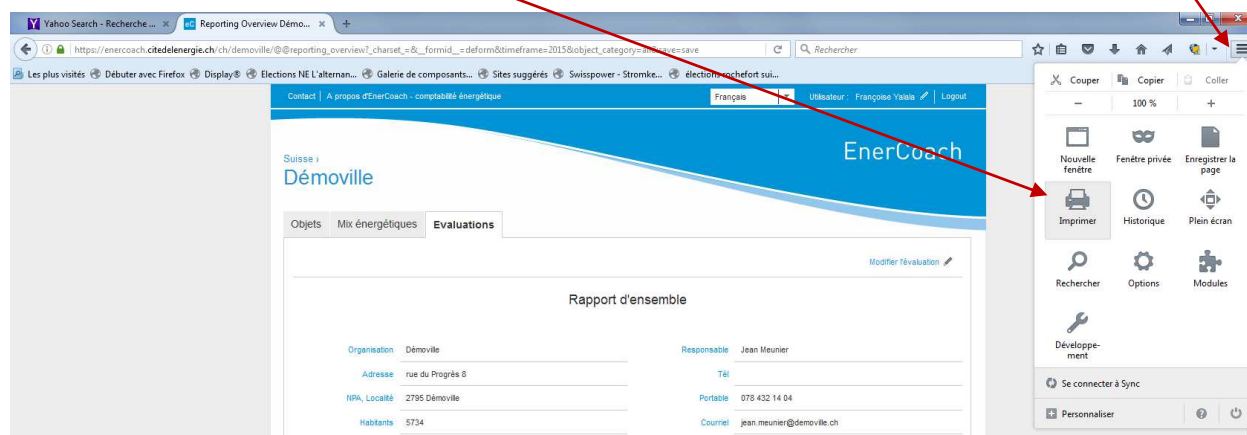 Yahoo Search - Recherche ...
Reporting Overview Démo...
https://enercoach.citedelenergie.ch/ch/demoville/@@reporting_overview?_charset_=&__formid__=deform&timeframe=2015&object_category=all&save=save
Rechercher
Les plus visités Débuter avec Firefox Display® Elections NE L'alternan... Galerie de composants... Sites suggérés Swisspower - Stromke... élections rochefort sui...
Contact | A propos d'EnerCoach - comptabilité énergétique
Français
Utilisateur : Françoise Yalala | Logout
EnerCoach
Suisse ›
Démoville
Objets Mix énergétiques Evaluations
Modifier l'évaluation
Rapport d'ensemble
Organisation Démoville
Responsable Jean Meunier
Adresse rue du Progrès 8
Tél
NPA, Localité 2795 Démoville
Portable 078 432 14 04
Habitants 5734
Courriel jean.meunier@demoville.ch
Couper Copier Coller
− 100 % +
Nouvelle fenêtre
Fenêtre privée
Enregistrer la page
Imprimer
Historique
Plein écran
Rechercher
Options
Modules
Développe-
ment
Se connecter à Sync
Personnaliser